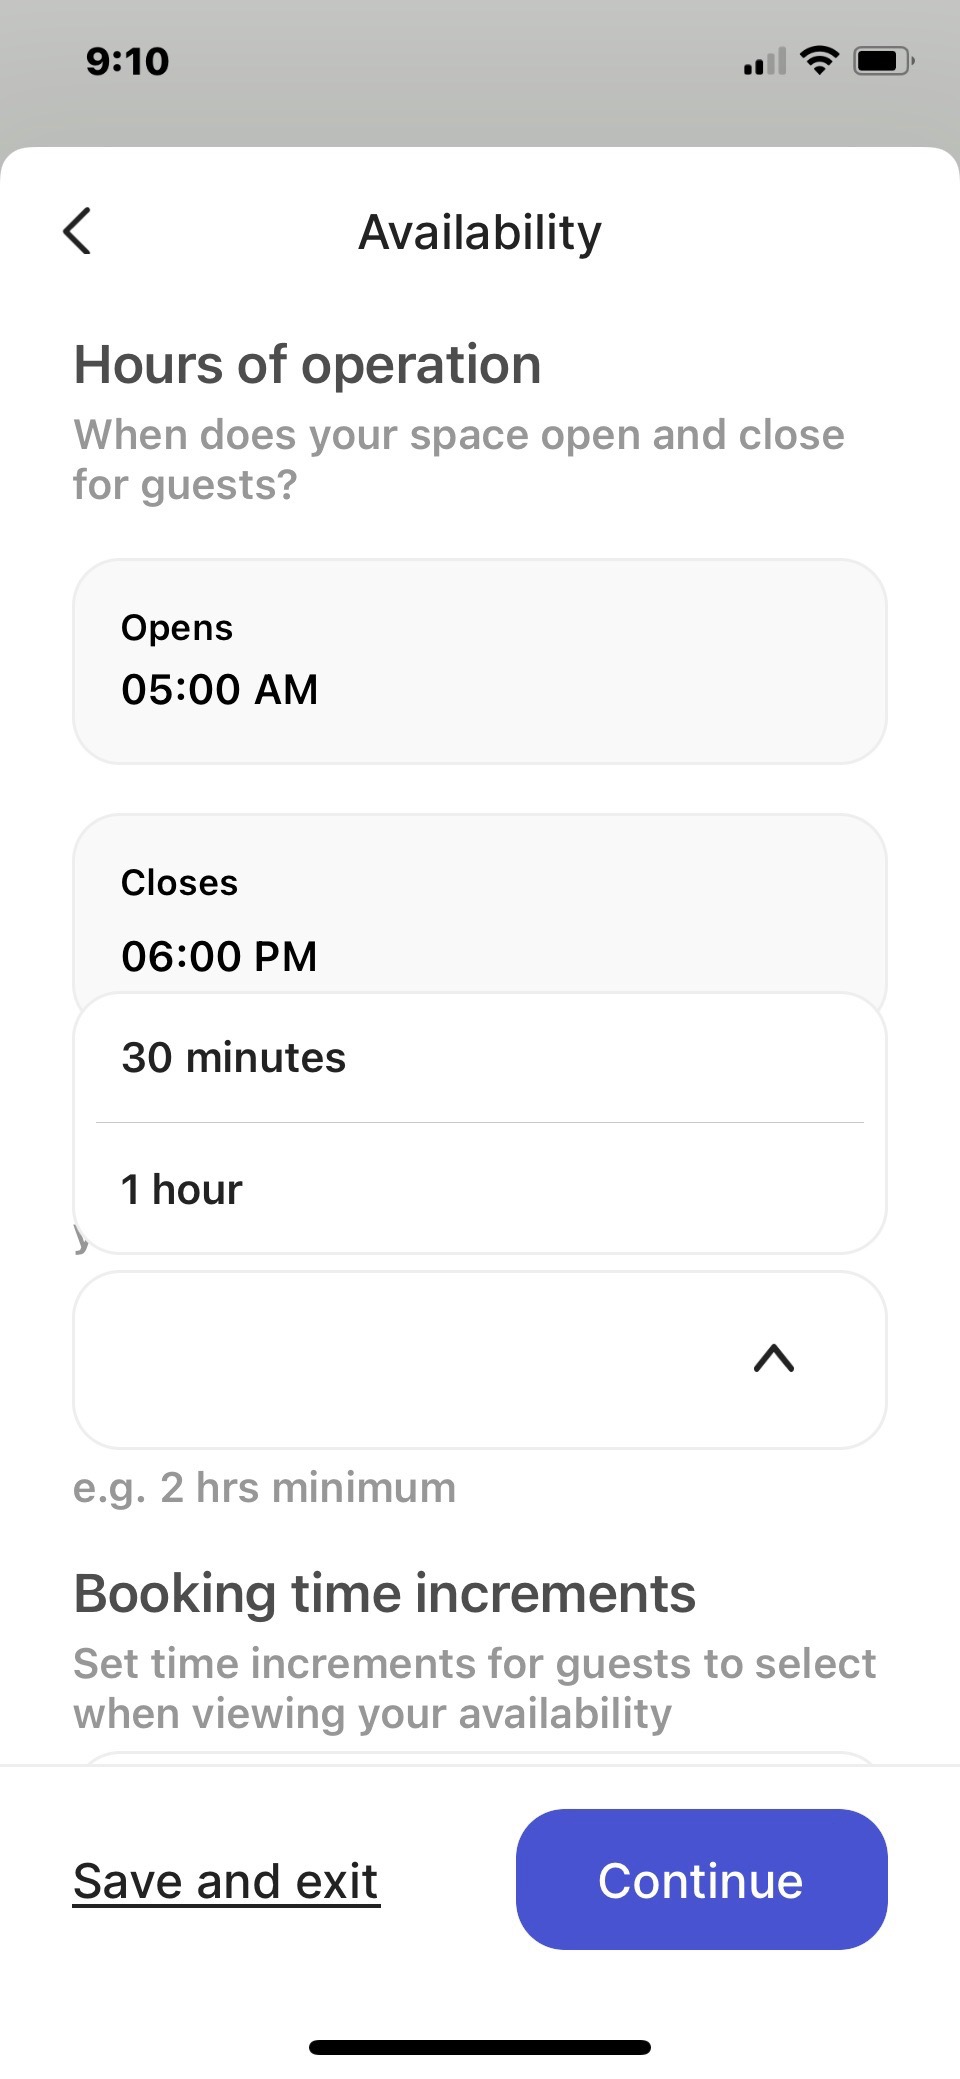 9:10
Availability
Hours of operation
When does your space open and close
for guests?
Opens
05:00 AM
Closes
06:00 PM
30 minutes
1 hour
e.g. 2 hrs minimum
Booking time increments
Set time increments for guests to select
when viewing your availability
Save and exit
Continue